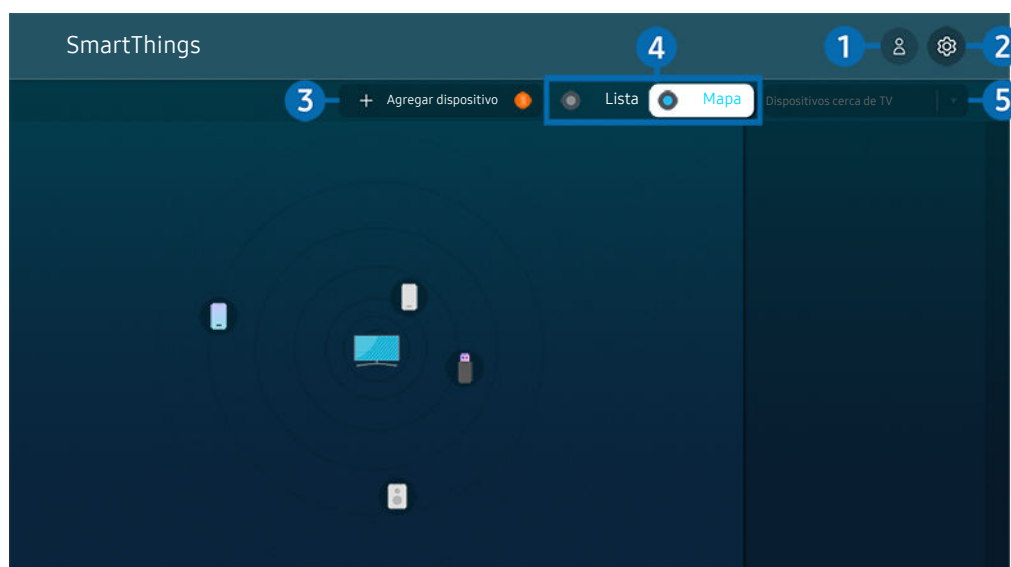 SmartThings
4
1
2
3
+ Agregar dispositivo
Lista
Mapa
Dispositivos cerca de TV
5